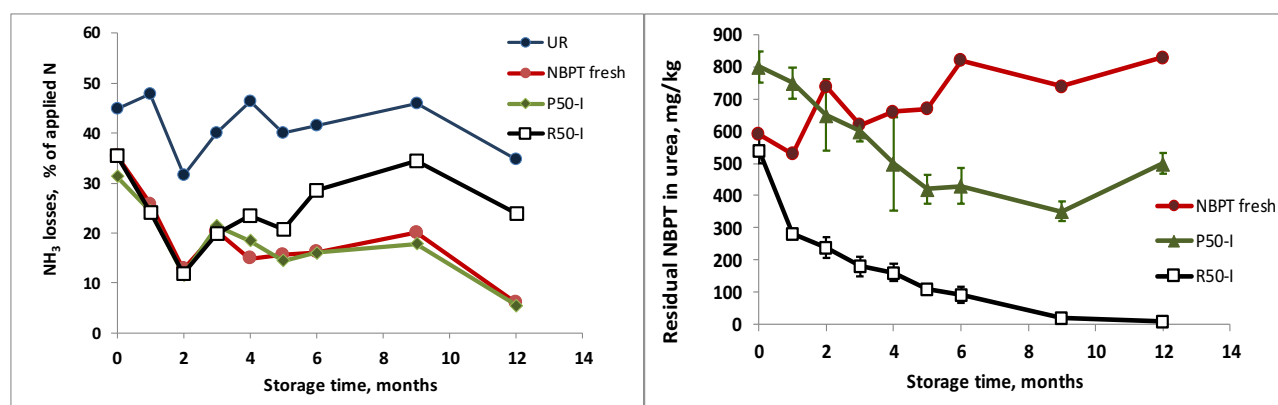 NH3 losses, % of applied N
60
50
40
30
20
10
0
0 2 4 6 8 10 12 14
Storage time, months
UR
NBPT fresh
P50-I
R50-I
Residual NBPT in urea, mg/kg
900
800
700
600
500
400
300
200
100
0
0 2 4 6 8 10 12 14
Storage time, months
NBPT fresh
P50-I
R50-I